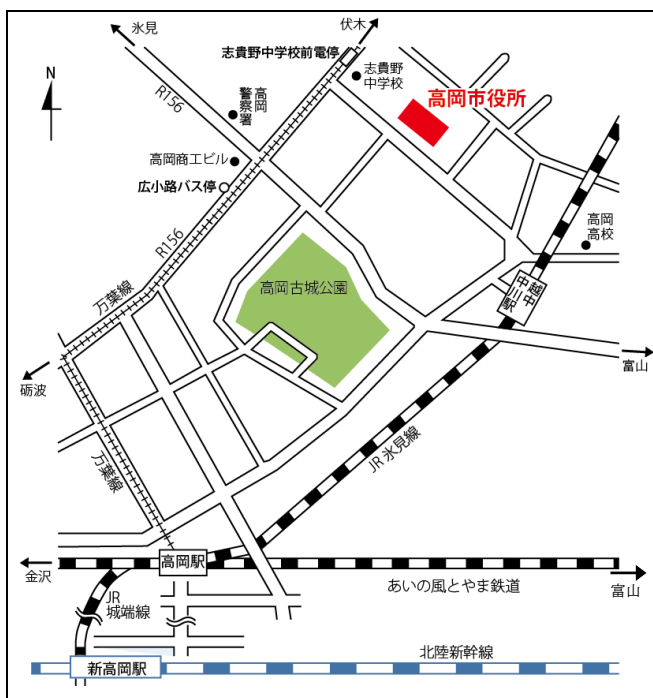 氷見
伏木
志貴野中学校前電停
志貴野
中学校
N
R156
高岡
警察署
高岡市役所
高岡商工ビル
広小路バス停
高岡
高校
R156
高岡古城公園
越中
中川駅
万葉線
富山
砺波
JR氷見線
万葉線
高岡駅
金沢
あいの風とやま鉄道
富山
JR
城端線
北陸新幹線
新高岡駅